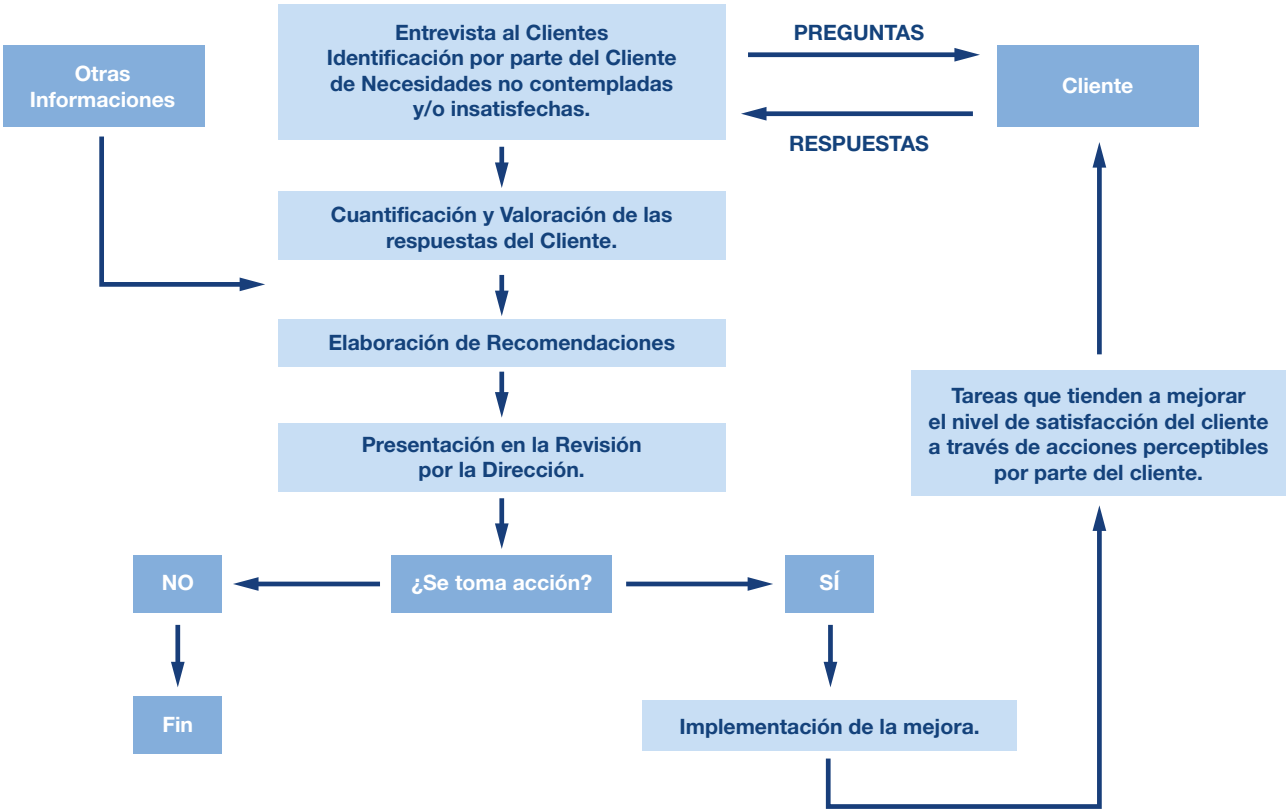 Entrevista al Clientes
Identificación por parte del Cliente
de Necesidades no contempladas
y/o insatisfechas.
PREGUNTAS
RESPUESTAS
Cliente
Otras
Informaciones
Cuantificación y Valoración de las
respuestas del Cliente.
Elaboración de Recomendaciones
Presentación en la Revisión
por la Dirección.
Tareas que tienden a mejorar
el nivel de satisfacción del cliente
a través de acciones perceptibles
por parte del cliente.
NO
¿Se toma acción?
SÍ
Fin
Implementación de la mejora.